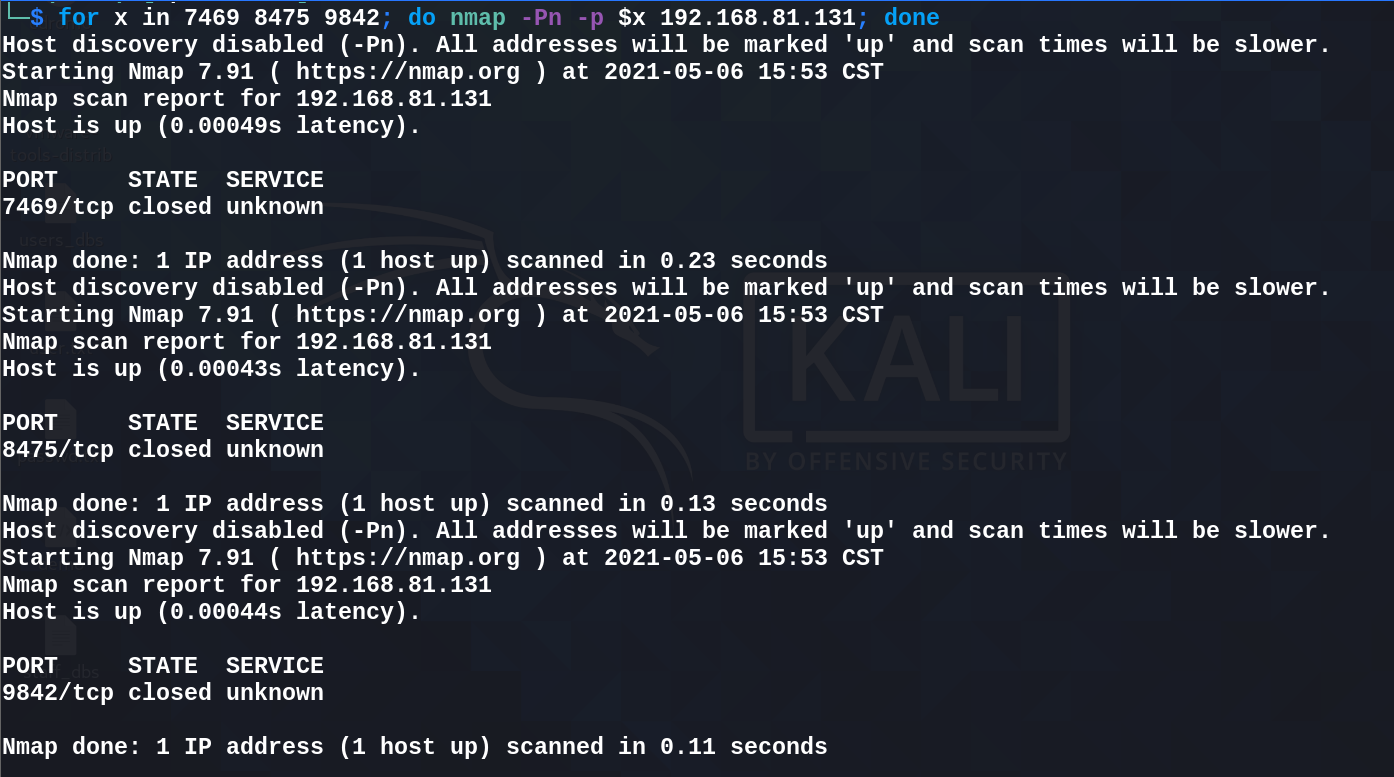 └─$ for x in 7469 8475 9842; do nmap -Pn -p $x 192.168.81.131; done
Host discovery disabled (-Pn). All addresses will be marked 'up' and scan times will be slower.
Starting Nmap 7.91 ( https://nmap.org ) at 2021-05-06 15:53 CST
Nmap scan report for 192.168.81.131
Host is up (0.00049s latency).
tools-distrib
PORT     STATE  SERVICE
7469/tcp closed unknown
users_dbs
Nmap done: 1 IP address (1 host up) scanned in 0.23 seconds
Host discovery disabled (-Pn). All addresses will be marked 'up' and scan times will be slower.
Starting Nmap 7.91 ( https://nmap.org ) at 2021-05-06 15:53 CST
Nmap scan report for 192.168.81.131
Host is up (0.00043s latency).
KALI
PORT     STATE  SERVICE
8475/tcp closed unknown
BY OFFENSIVE SECURITY
Nmap done: 1 IP address (1 host up) scanned in 0.13 seconds
Host discovery disabled (-Pn). All addresses will be marked 'up' and scan times will be slower.
Starting Nmap 7.91 ( https://nmap.org ) at 2021-05-06 15:53 CST
Nmap scan report for 192.168.81.131
Host is up (0.00044s latency).
PORT     STATE  SERVICE
9842/tcp closed unknown
Nmap done: 1 IP address (1 host up) scanned in 0.11 seconds